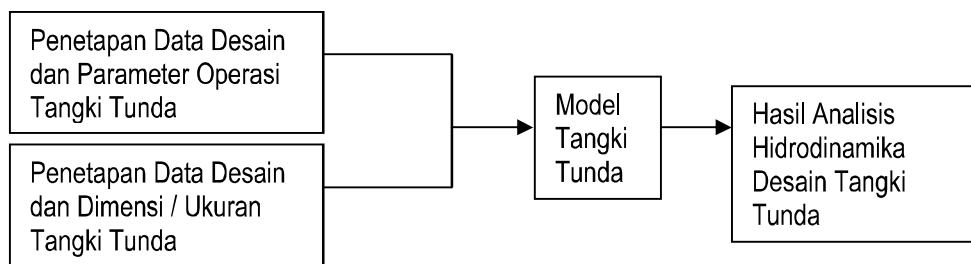 Penetapan Data Desain
dan Parameter Operasi
Tangki Tunda
Penetapan Data Desain
dan Dimensi / Ukuran
Tangki Tunda
Model
Tangki
Tunda
Hasil Analisis
Hidrodinamika
Desain Tangki
Tunda